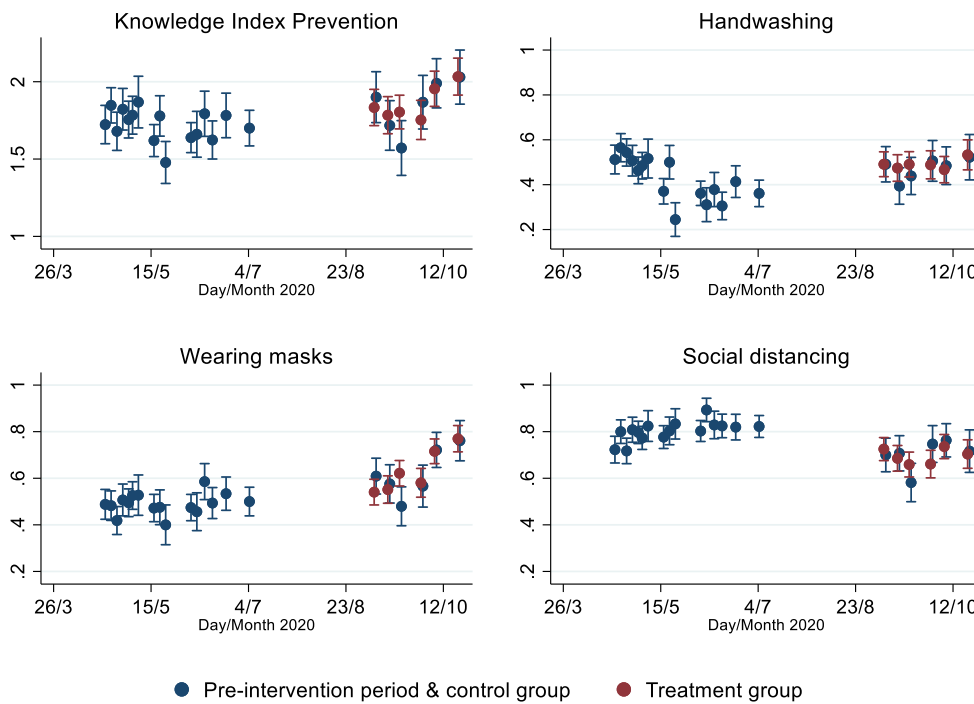 Knowledge Index Prevention
2
1.5
1
26/3 15/5 4/7 23/8 12/10
Day/Month 2020
Handwashing
1
.8
.6
.4
.2
26/3 15/5 4/7 23/8 12/10
Day/Month 2020
Wearing masks
1
.8
.6
.4
.2
26/3 15/5 4/7 23/8 12/10
Day/Month 2020
Social distancing
1
.8
.6
.4
.2
26/3 15/5 4/7 23/8 12/10
Day/Month 2020
Pre-intervention period & control group Treatment group